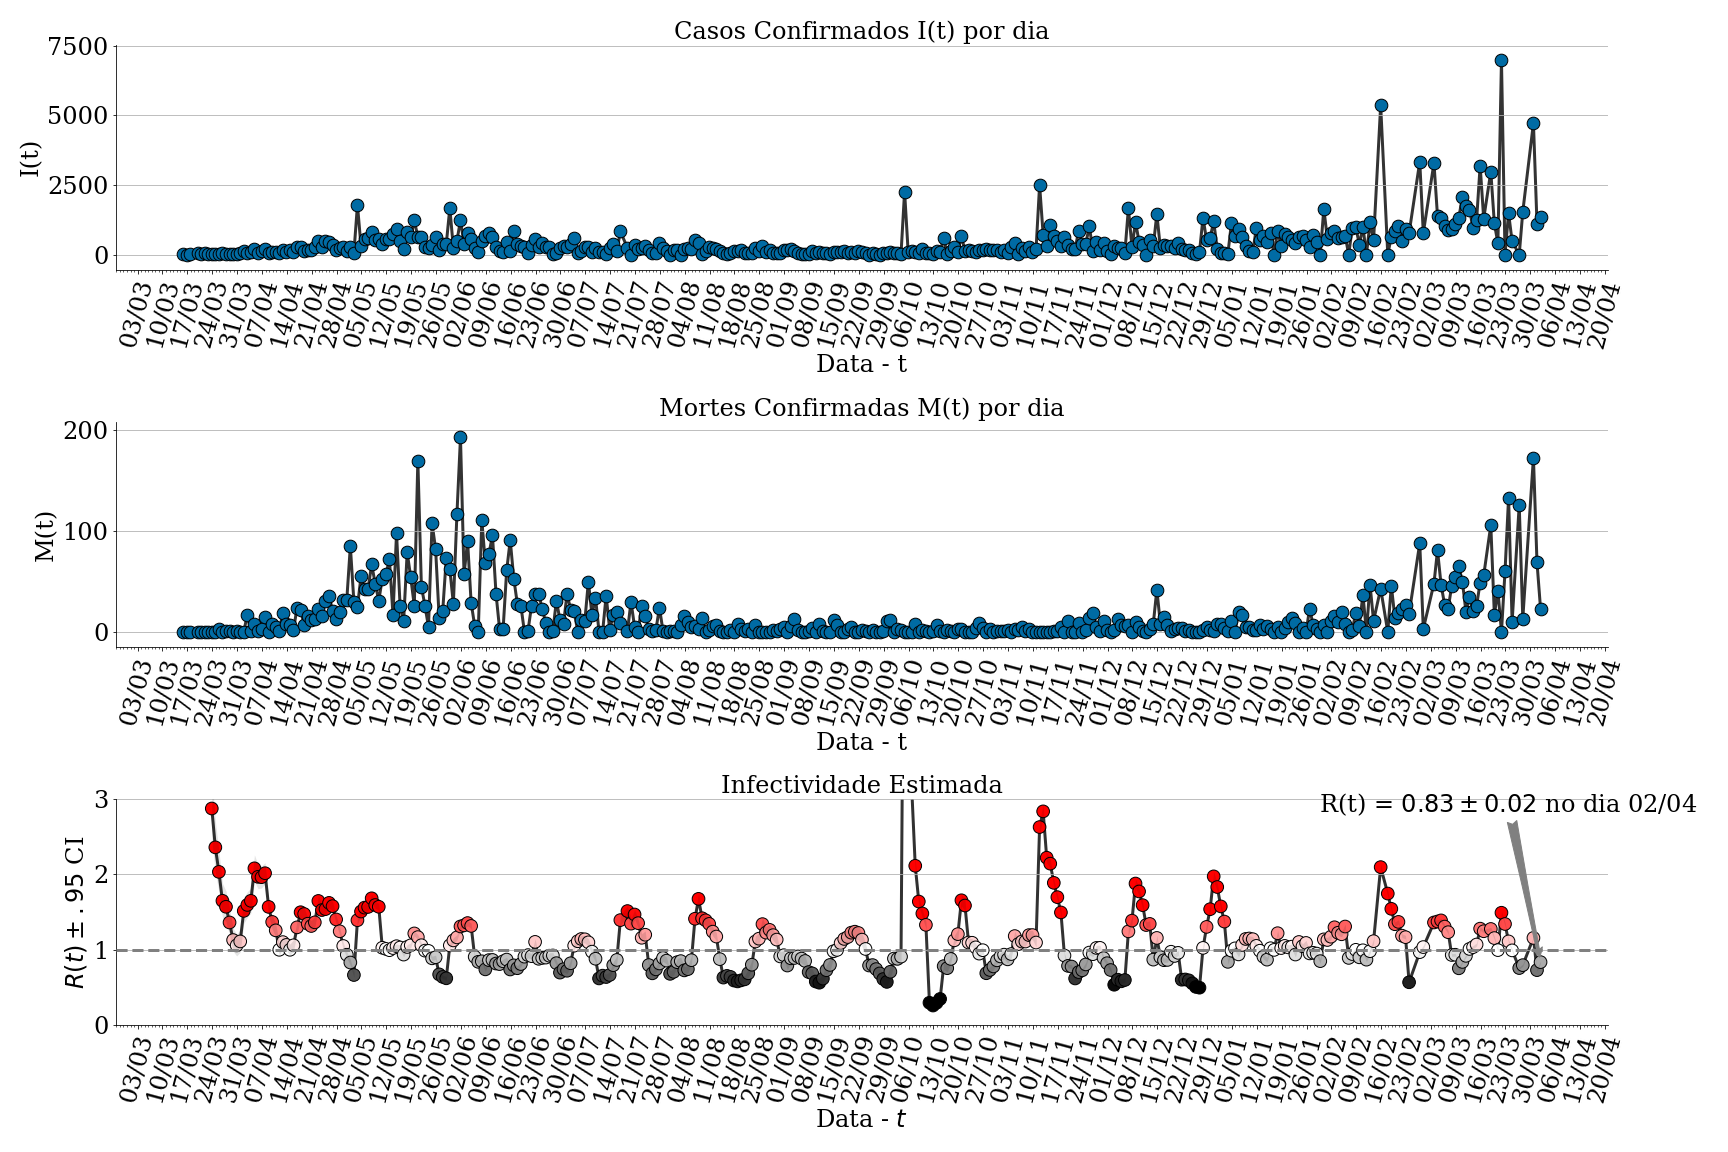 Casos Confirmados I(t) por dia
7500
5000
2500
0
I(t)
03/03 10/03 17/03 24/03 31/03 07/04 14/04 21/04 28/04 05/05 12/05 19/05 26/05 02/06 09/06 16/06 23/06 30/06 07/07 14/07 21/07 28/07 04/08 11/08 18/08 25/08 01/09 08/09 15/09 22/09 29/09 06/10 13/10 20/10 27/10 03/11 10/11 17/11 24/11 01/12 08/12 15/12 22/12 29/12 05/01 12/01 19/01 26/01 02/02 09/02 16/02 23/02 02/03 09/03 16/03 23/03 30/03 06/04 13/04 20/04
Data - t
Mortes Confirmadas M(t) por dia
200
100
0
M(t)
03/03 10/03 17/03 24/03 31/03 07/04 14/04 21/04 28/04 05/05 12/05 19/05 26/05 02/06 09/06 16/06 23/06 30/06 07/07 14/07 21/07 28/07 04/08 11/08 18/08 25/08 01/09 08/09 15/09 22/09 29/09 06/10 13/10 20/10 27/10 03/11 10/11 17/11 24/11 01/12 08/12 15/12 22/12 29/12 05/01 12/01 19/01 26/01 02/02 09/02 16/02 23/02 02/03 09/03 16/03 23/03 30/03 06/04 13/04 20/04
Data - t
Infectividade Estimada
R(t) = 0.83 ± 0.02 no dia 02/04
3
2
1
0
R(t) ± .95 CI
03/03 10/03 17/03 24/03 31/03 07/04 14/04 21/04 28/04 05/05 12/05 19/05 26/05 02/06 09/06 16/06 23/06 30/06 07/07 14/07 21/07 28/07 04/08 11/08 18/08 25/08 01/09 08/09 15/09 22/09 29/09 06/10 13/10 20/10 27/10 03/11 10/11 17/11 24/11 01/12 08/12 15/12 22/12 29/12 05/01 12/01 19/01 26/01 02/02 09/02 16/02 23/02 02/03 09/03 16/03 23/03 30/03 06/04 13/04 20/04
Data - t